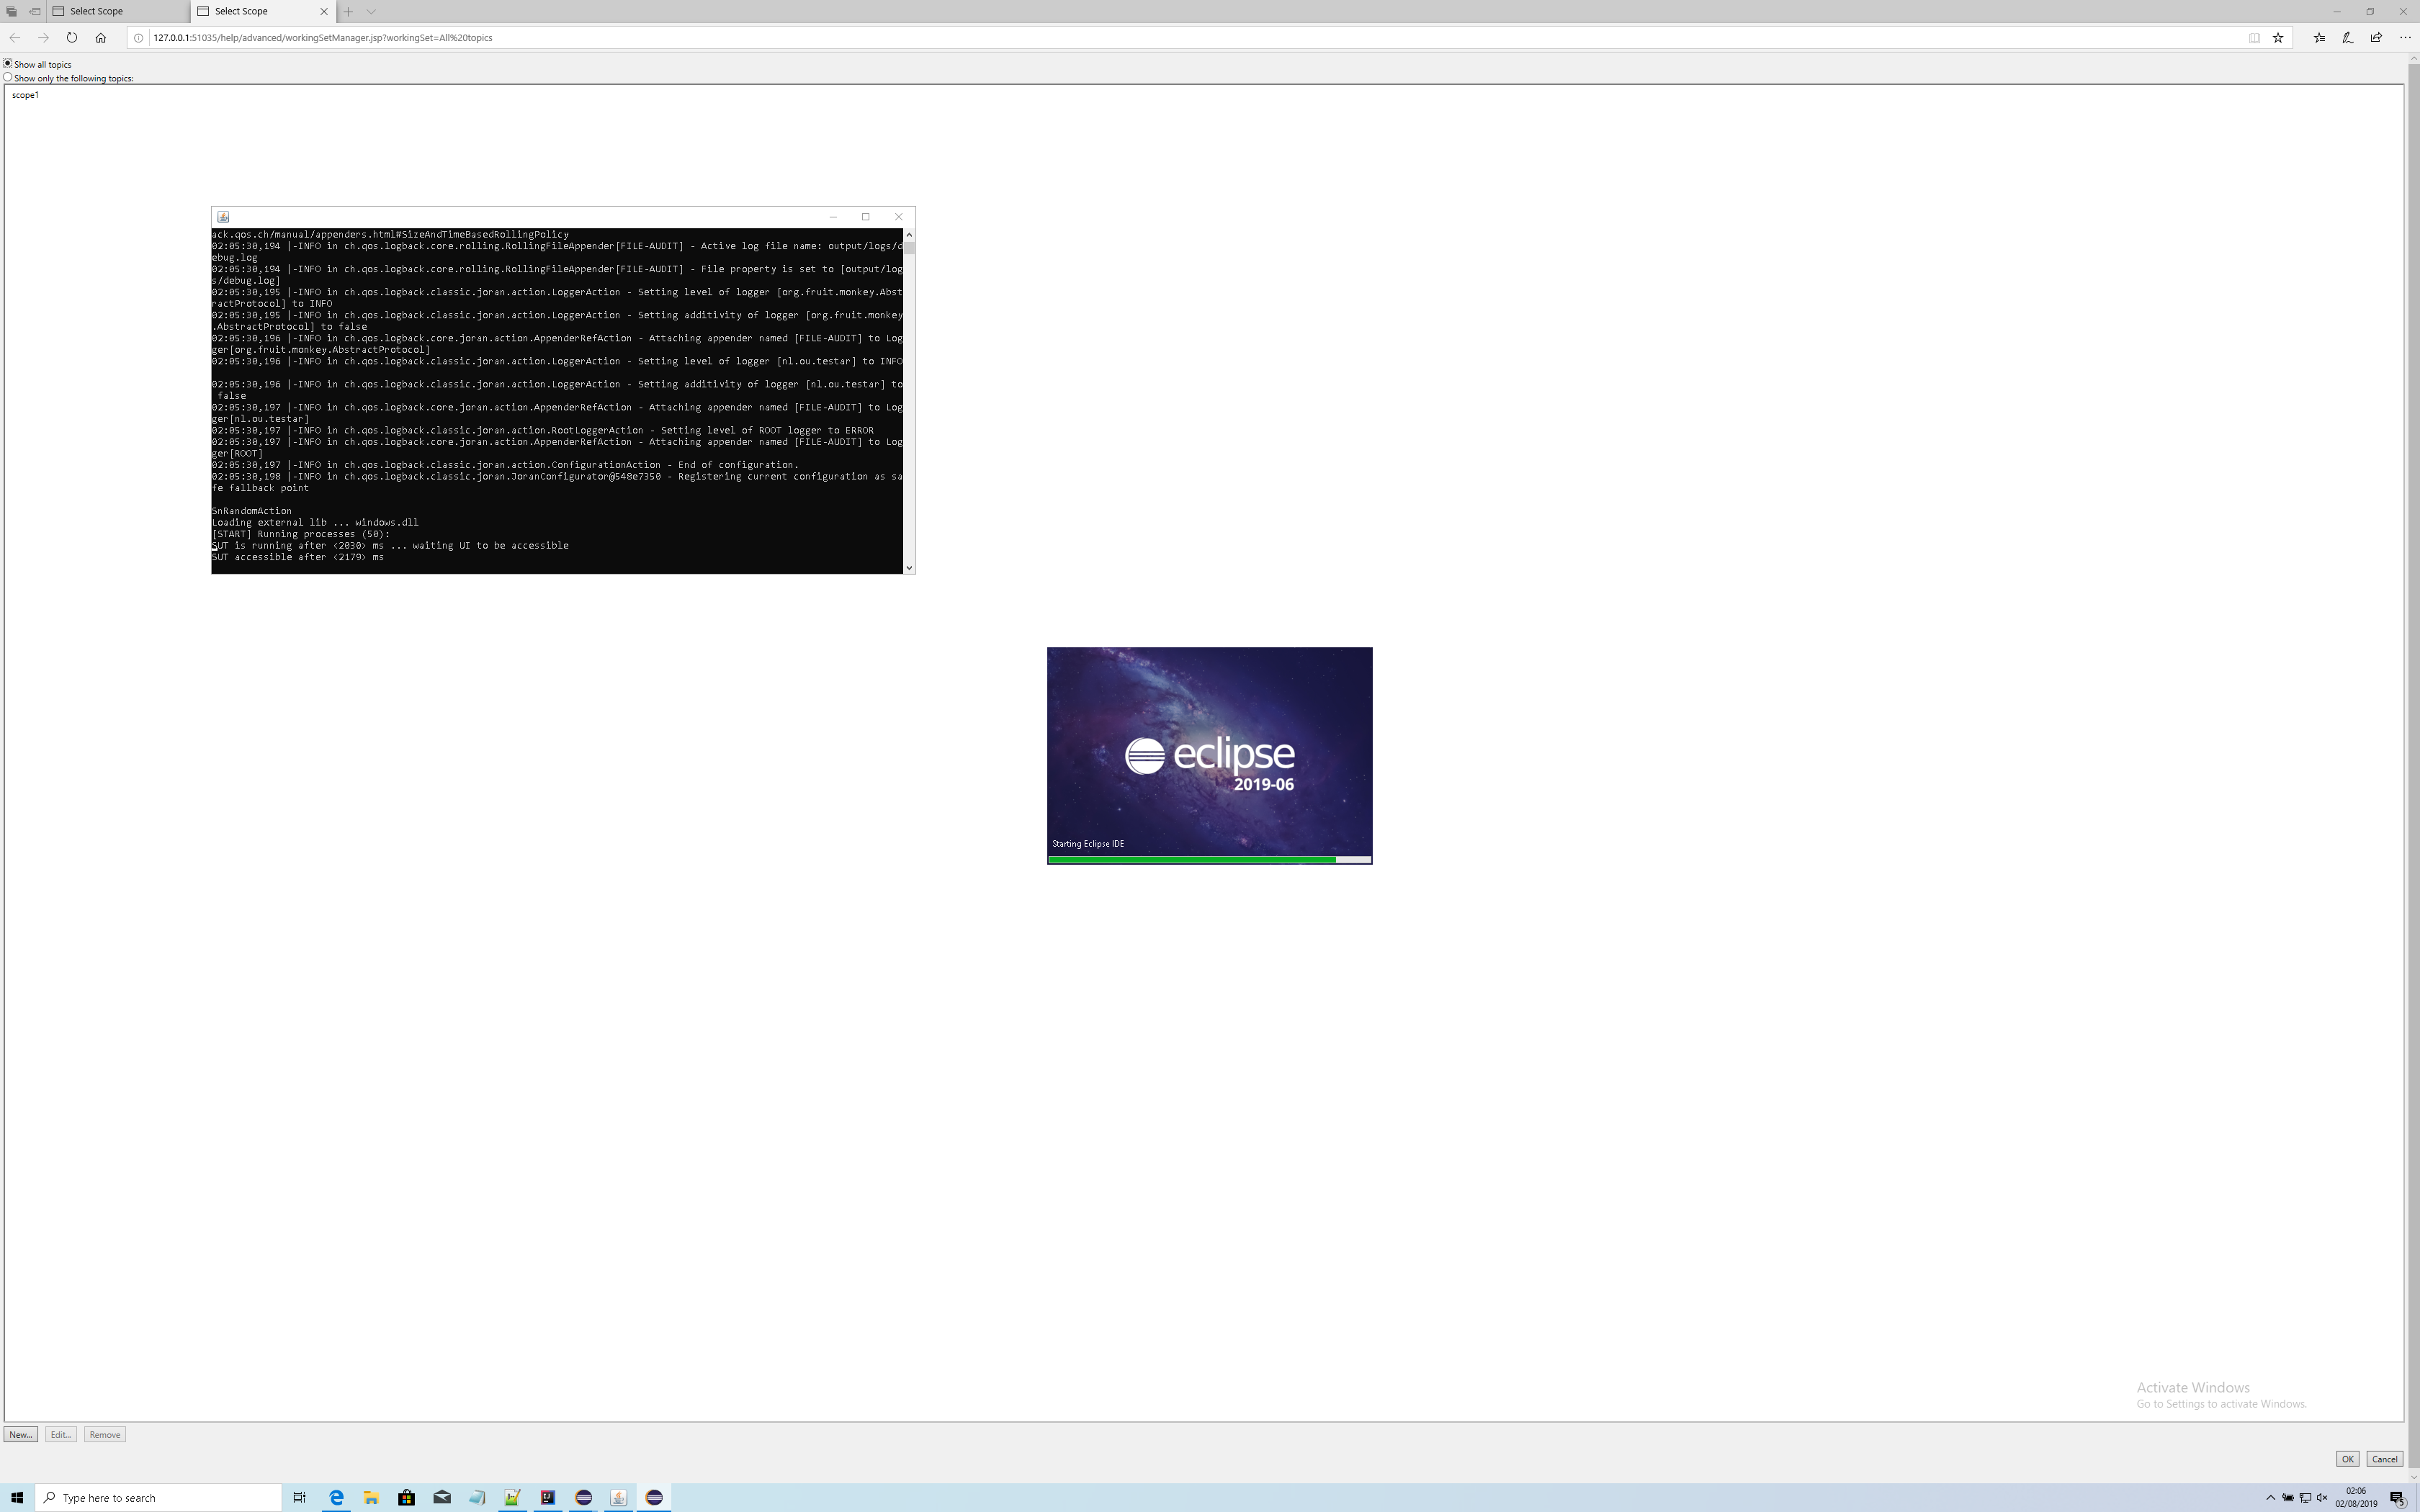 Select Scope
Select Scope
127.0.0.1:51035/help/advanced/workingSetManager.jsp?workingSet=All%20topics
Show all topics
Show only the following topics:
scope1
ack.qos.ch/manual/appenders.html#SizeAndTimeBasedRollingPolicy
02:05:30,194 |-INFO in ch.qos.logback.core.rolling.RollingFileAppender[FILE-AUDIT] - Active log file name: output/logs/d
ebug.log
02:05:30,194 |-INFO in ch.qos.logback.core.rolling.RollingFileAppender[FILE-AUDIT] - File property is set to [output/log
s/debug.log]
02:05:30,195 |-INFO in ch.qos.logback.classic.joran.action.LoggerAction - Setting level of logger [org.fruit.monkey.Abst
ractProtocol] to INFO
02:05:30,195 |-INFO in ch.qos.logback.classic.joran.action.LoggerAction - Setting additivity of logger [org.fruit.monkey
.AbstractProtocol] to false
02:05:30,196 |-INFO in ch.qos.logback.core.joran.action.AppenderRefAction - Attaching appender named [FILE-AUDIT] to Log
ger[org.fruit.monkey.AbstractProtocol]
02:05:30,196 |-INFO in ch.qos.logback.classic.joran.action.LoggerAction - Setting level of logger [nl.ou.testar] to INFO
02:05:30,196 |-INFO in ch.qos.logback.classic.joran.action.LoggerAction - Setting additivity of logger [nl.ou.testar] to
false
02:05:30,197 |-INFO in ch.qos.logback.core.joran.action.AppenderRefAction - Attaching appender named [FILE-AUDIT] to Log
ger[nl.ou.testar]
02:05:30,197 |-INFO in ch.qos.logback.classic.joran.action.RootLoggerAction - Setting level of ROOT logger to ERROR
02:05:30,197 |-INFO in ch.qos.logback.core.joran.action.AppenderRefAction - Attaching appender named [FILE-AUDIT] to Log
ger[ROOT]
02:05:30,197 |-INFO in ch.qos.logback.classic.joran.action.ConfigurationAction - End of configuration.
02:05:30,198 |-INFO in ch.qos.logback.classic.joran.JoranConfigurator@548e7350 - Registering current configuration as sa
fe fallback point
SnRandomAction
Loading external lib ... windows.dll
[START] Running processes (50):
SUT is running after <2030> ms ... waiting UI to be accessible
SUT accessible after <2179> ms
eclipse
2019-06
Starting Eclipse IDE
Activate Windows
Go to Settings to activate Windows.
New... Edit... Remove
OK Cancel
Type here to search
02:06
02/08/2019
5